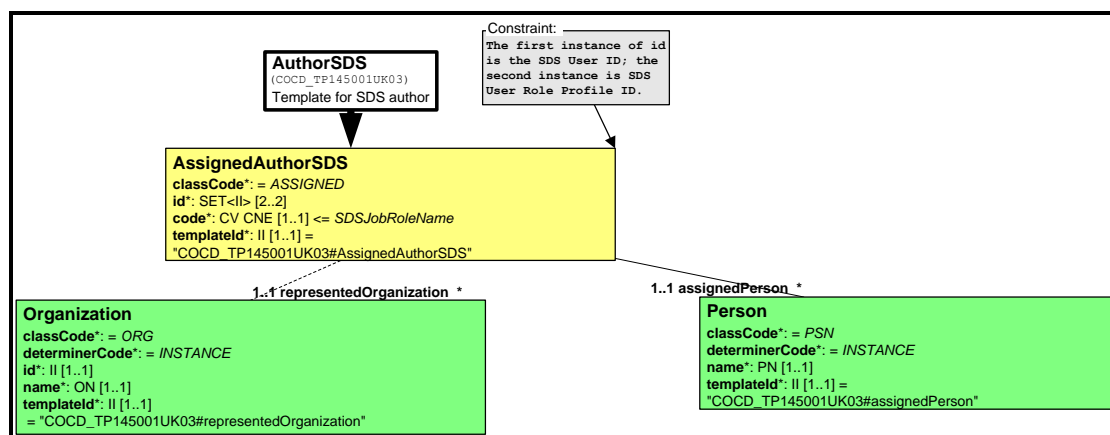 Constraint:
The first instance of id
is the SDS User ID; the
second instance is SDS
User Role Profile ID.
AuthorSDS
(COCD_TP145001UK03)
Template for SDS author
AssignedAuthorSDS
classCode*: = ASSIGNED
id*: SET<II> [2..2]
code*: CV CNE [1..1] <= SDSJobRoleName
templateId*: II [1..1] =
"COCD_TP145001UK03#AssignedAuthorSDS"
1..1 representedOrganization *
1..1 assignedPerson *
Organization
classCode*: = ORG
determinerCode*: = INSTANCE
id*: II [1..1]
name*: ON [1..1]
templateId*: II [1..1]
= "COCD_TP145001UK03#representedOrganization"
Person
classCode*: = PSN
determinerCode*: = INSTANCE
name*: PN [1..1]
templateId*: II [1..1] =
"COCD_TP145001UK03#assignedPerson"